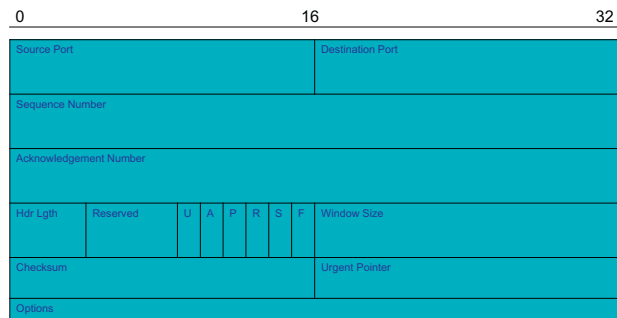 0 16 32
Source Port Destination Port
Sequence Number
Acknowledgement Number
Hdr Lgth Reserved U A P R S F Window Size
Checksum Urgent Pointer
Options